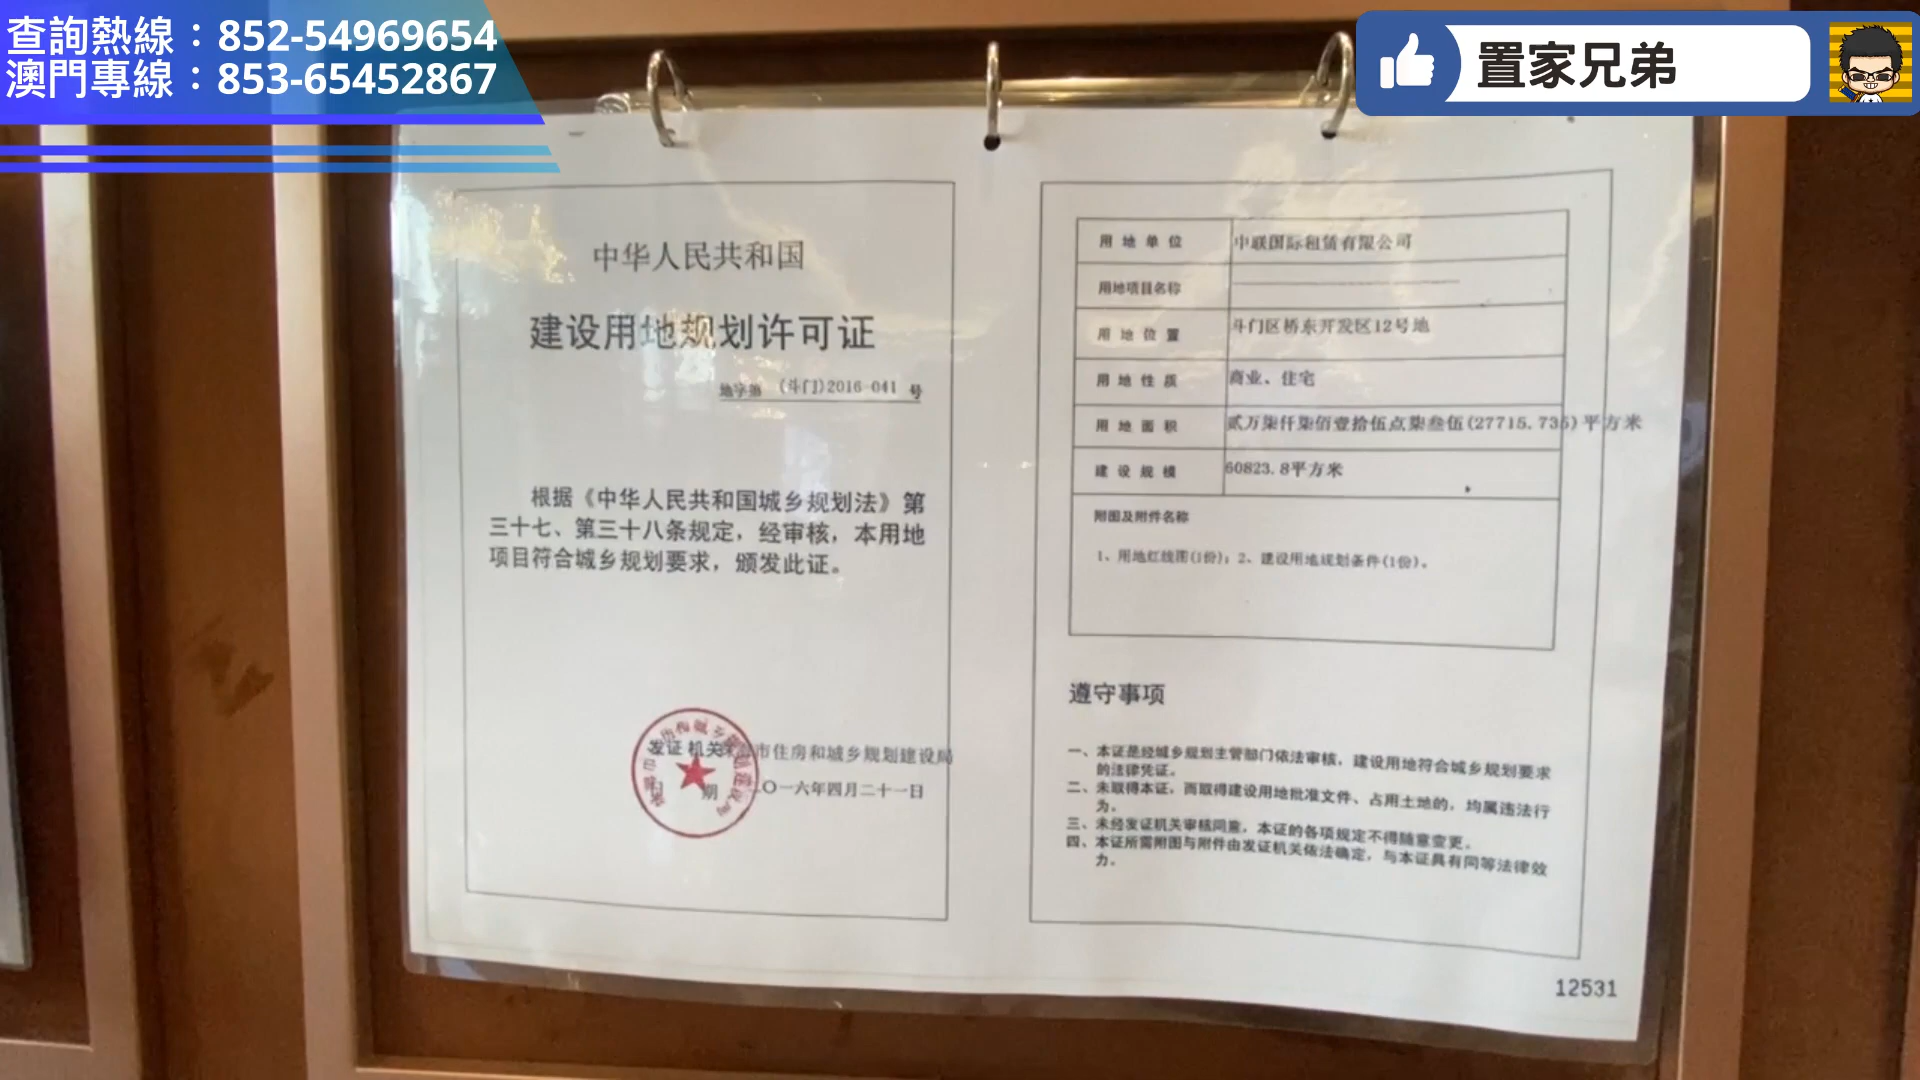 查詢熱線：852-54969654
澳門專線：853-65452867
置家兄弟
中华人民共和国
建设用地规划许可证
地字第 (斗门)2016-041 号
根据《中华人民共和国城乡规划法》第
三十七、第三十八条规定，经审核，本用地
项目符合城乡规划要求，颁发此证。
发证机关 市住房和城乡规划建设局
期 〇一六年四月二十一日
用地单位 中联国际租赁有限公司
用地项目名称
用地位置 斗门区桥东开发区12号地
用地性质 商业、住宅
用地面积 贰万柒仟柒佰壹拾伍点柒叁伍(27715.735)平方米
建设规模 60823.8平方米
附图及附件名称
1、用地红线图(1份)；2、建设用地规划条件(1份)。
遵守事项
一、本证是经城乡规划主管部门依法审核，建设用地符合城乡规划要求
的法律凭证。
二、未取得本证，而取得建设用地批准文件、占用土地的，均属违法行
为。
三、未经发证机关审核同意，本证的各项规定不得随意变更。
四、本证所需附图与附件由发证机关依法确定，与本证具有同等法律效
力。
12531